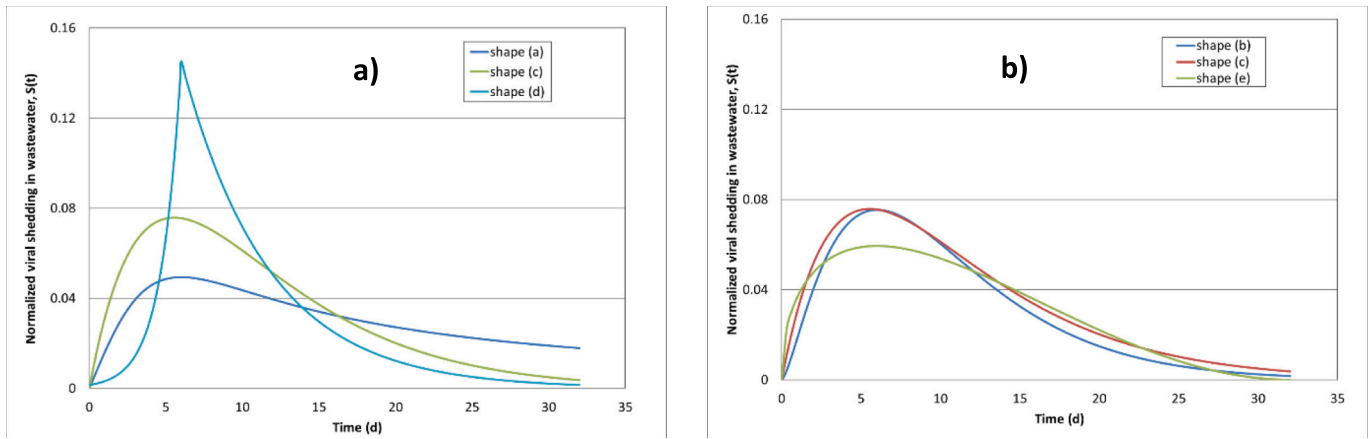 a)
shape (a)
shape (c)
shape (d)
Normalized viral shedding in wastewater, S(t)
0.16
0.12
0.08
0.04
0
0 5 10 15 20 25 30 35
Time (d)
b)
shape (b)
shape (c)
shape (e)
Normalized viral shedding in wastewater, S(t)
0.16
0.12
0.08
0.04
0
0 5 10 15 20 25 30 35
Time (d)